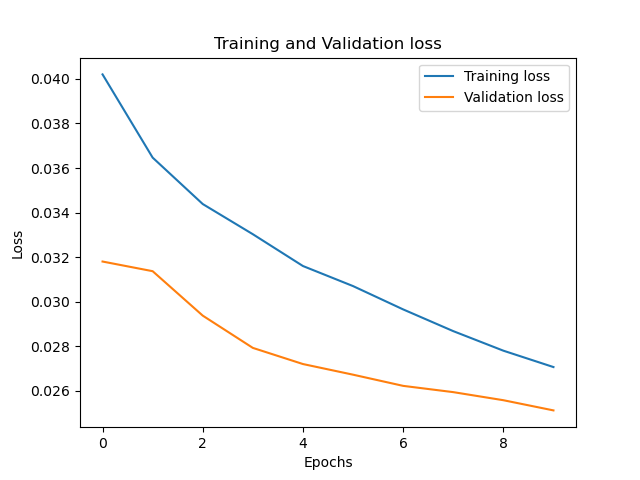 Training and Validation loss
Training loss
Validation loss
0.040
0.038
0.036
0.034
0.032
0.030
0.028
0.026
Loss
0 2 4 6 8
Epochs